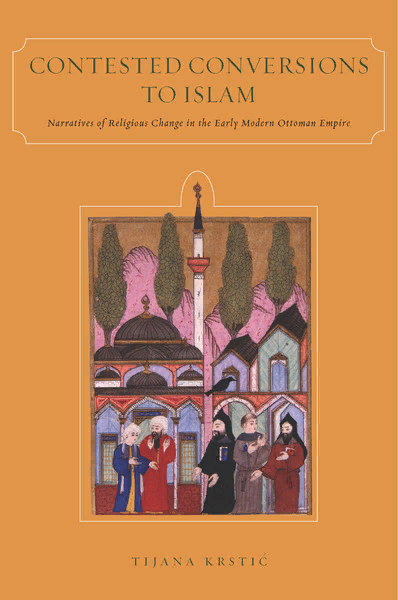 CONTESTED CONVERSIONS
TO ISLAM
Narratives of Religious Change in the Early Modern Ottoman Empire
TIJANA KRSTIĆ